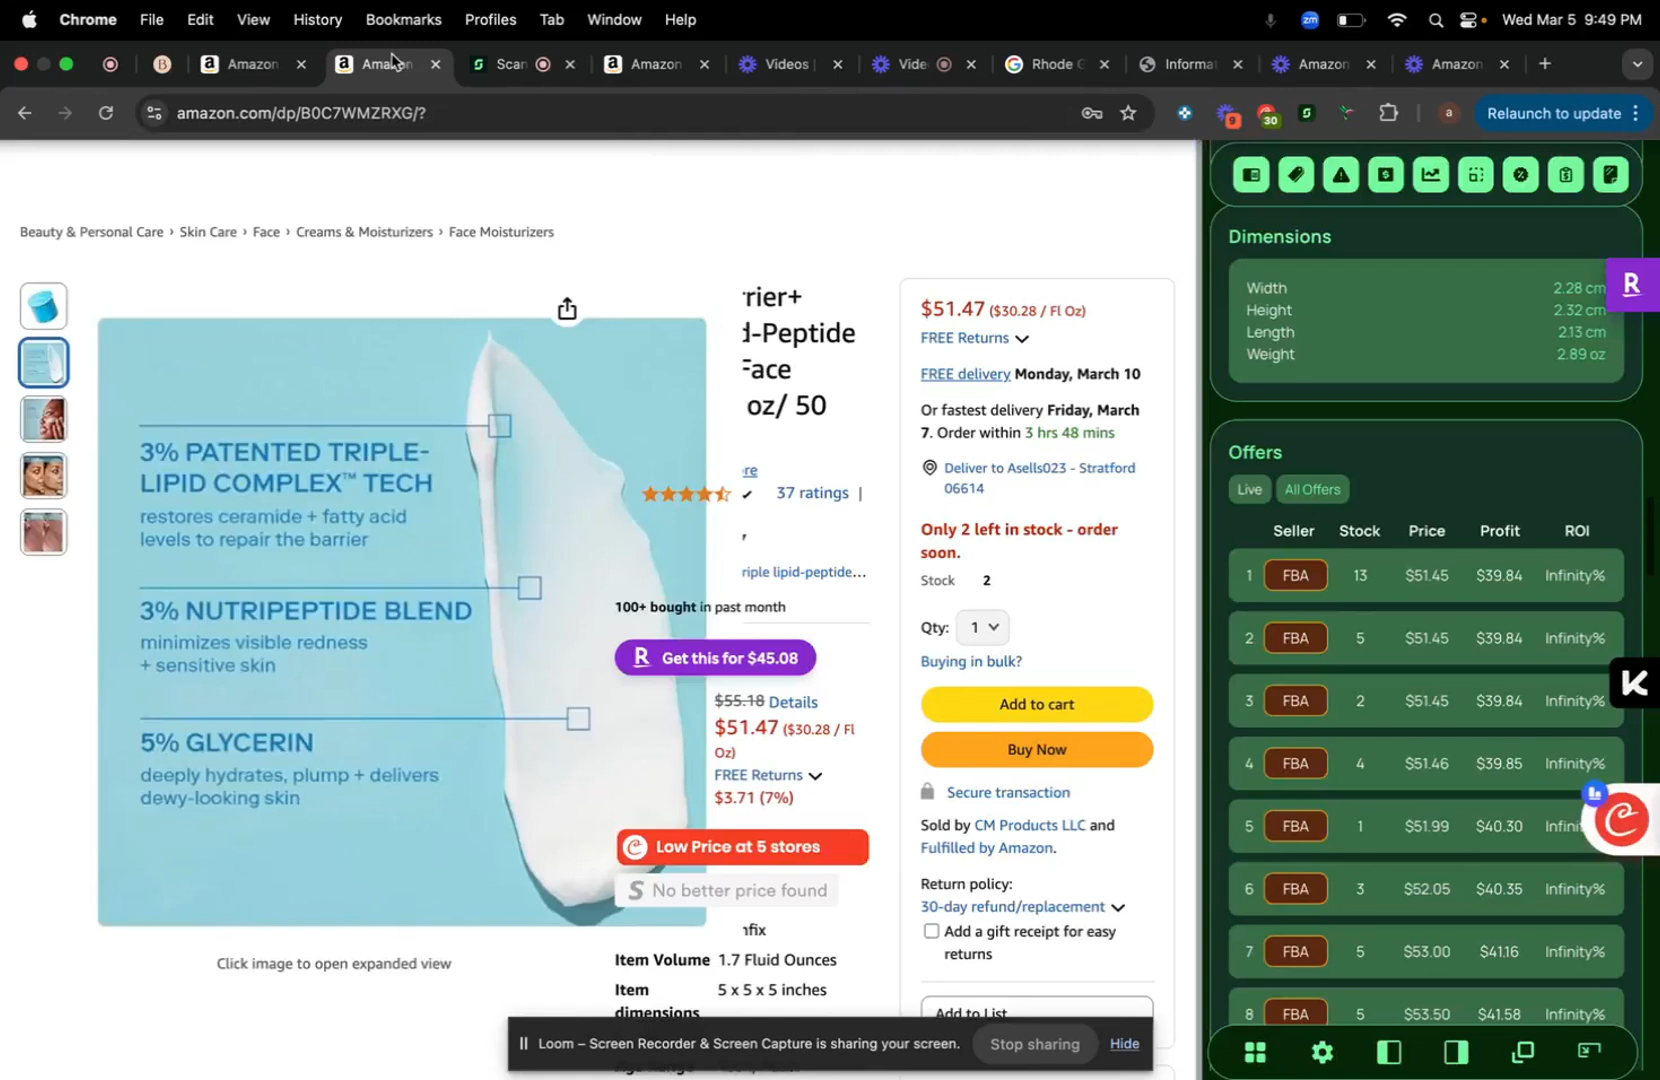 Chrome File Edit View History Bookmarks Profiles Tab Window Help
zm Wed Mar 5 9:49 PM
B Amazon Amazo Scan Amazon Videos Vide Rhode Informat Amazon Amazon
amazon.com/dp/B0C7WMZRXG/?
9 30 a Relaunch to update
Beauty & Personal Care › Skin Care › Face › Creams & Moisturizers › Face Moisturizers
3% PATENTED TRIPLE-
LIPID COMPLEX™ TECH
restores ceramide + fatty acid
levels to repair the barrier
3% NUTRIPEPTIDE BLEND
minimizes visible redness
+ sensitive skin
5% GLYCERIN
deeply hydrates, plump + delivers
dewy-looking skin
Click image to open expanded view
rrier+
d-Peptide
Face
oz/ 50
re
37 ratings |
riple lipid-peptide...
100+ bought in past month
R Get this for $45.08
$55.18 Details
$51.47 ($30.28 / Fl
Oz)
FREE Returns
$3.71 (7%)
Low Price at 5 stores
S No better price found
nfix
Item Volume 1.7 Fluid Ounces
Item
dimensions
5 x 5 x 5 inches
$51.47 ($30.28 / Fl Oz)
FREE Returns
FREE delivery Monday, March 10
Or fastest delivery Friday, March
7. Order within 3 hrs 48 mins
Deliver to Asells023 - Stratford
06614
Only 2 left in stock - order
soon.
Stock 2
Qty: 1
Buying in bulk?
Add to cart
Buy Now
Secure transaction
Sold by CM Products LLC and
Fulfilled by Amazon.
Return policy:
30-day refund/replacement
Add a gift receipt for easy
returns
Add to List
Loom – Screen Recorder & Screen Capture is sharing your screen. Stop sharing Hide
Dimensions
Width 2.28 cm
Height 2.32 cm
Length 2.13 cm
Weight 2.89 oz
R
Offers
Live All Offers
Seller Stock Price Profit ROI
1 FBA 13 $51.45 $39.84 Infinity%
2 FBA 5 $51.45 $39.84 Infinity%
3 FBA 2 $51.45 $39.84 Infinity%
4 FBA 4 $51.46 $39.85 Infinity%
5 FBA 1 $51.99 $40.30 Infini
6 FBA 3 $52.05 $40.35 Infinity%
7 FBA 5 $53.00 $41.16 Infinity%
8 FBA 5 $53.50 $41.58 Infinity%
K